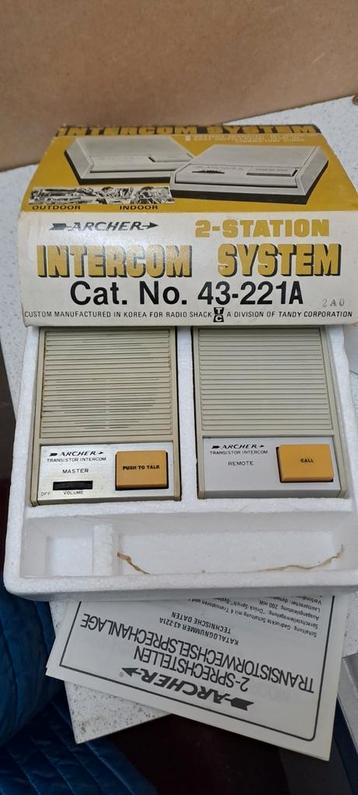 INTERCOM SYSTEM
OUTDOOR INDOOR
ARCHER
2-STATION
INTERCOM SYSTEM
Cat. No. 43-221A
2A0
CUSTOM MANUFACTURED IN KOREA FOR RADIO SHACK TC A DIVISION OF TANDY CORPORATION
ARCHER
TRANSISTOR INTERCOM
MASTER
OFF VOLUME
PUSH TO TALK
ARCHER
TRANSISTOR INTERCOM
REMOTE
CALL
ARCHER
2-SPRECHSTELLEN
TRANSISTORWECHSELSPRECHANLAGE
KATALOGNUMMER 43-221A
TECHNISCHE DATEN